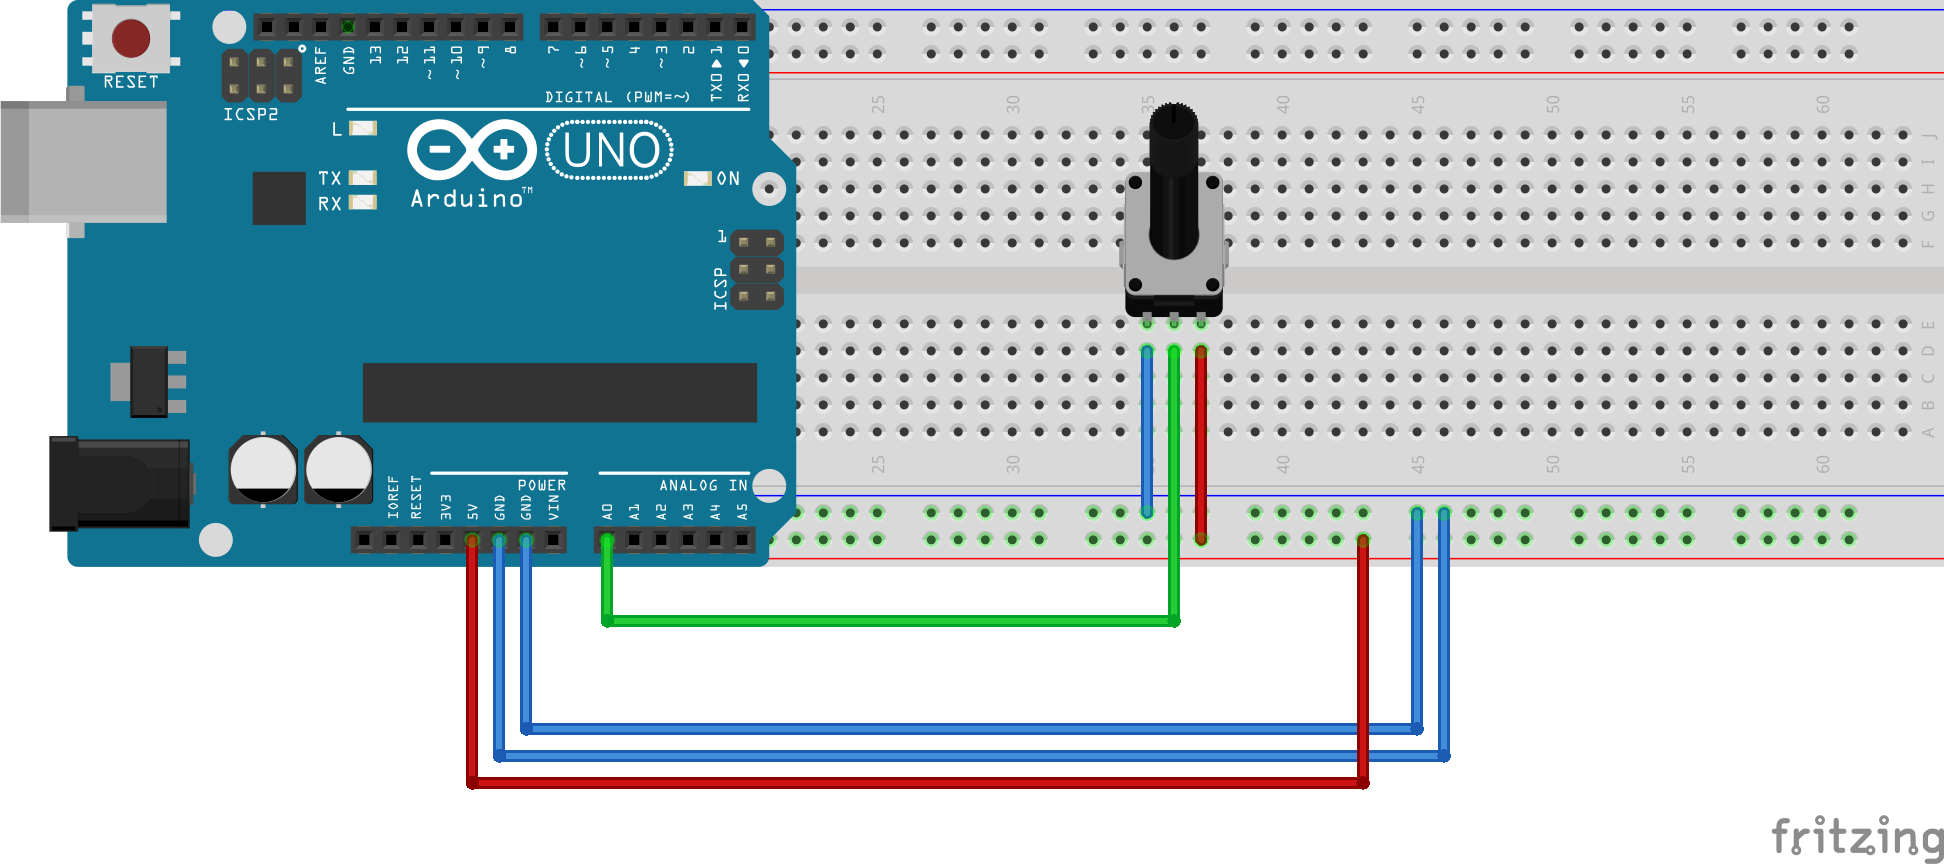 RESET
ICSP2
AREF
GND
13
12
~11
~10
~9
8
7
~6
~5
4
~3
2
TX0▶1
RX0◀0
DIGITAL (PWM=~)
L
TX
RX
UNO
Arduino™
ON
1
ICSP
IOREF
RESET
3V3
5V
GND
GND
VIN
POWER
A0
A1
A2
A3
A4
A5
ANALOG IN
25
30
35
40
45
50
55
60
J
I
H
G
F
E
D
C
B
A
25
30
40
45
50
55
60
fritzing